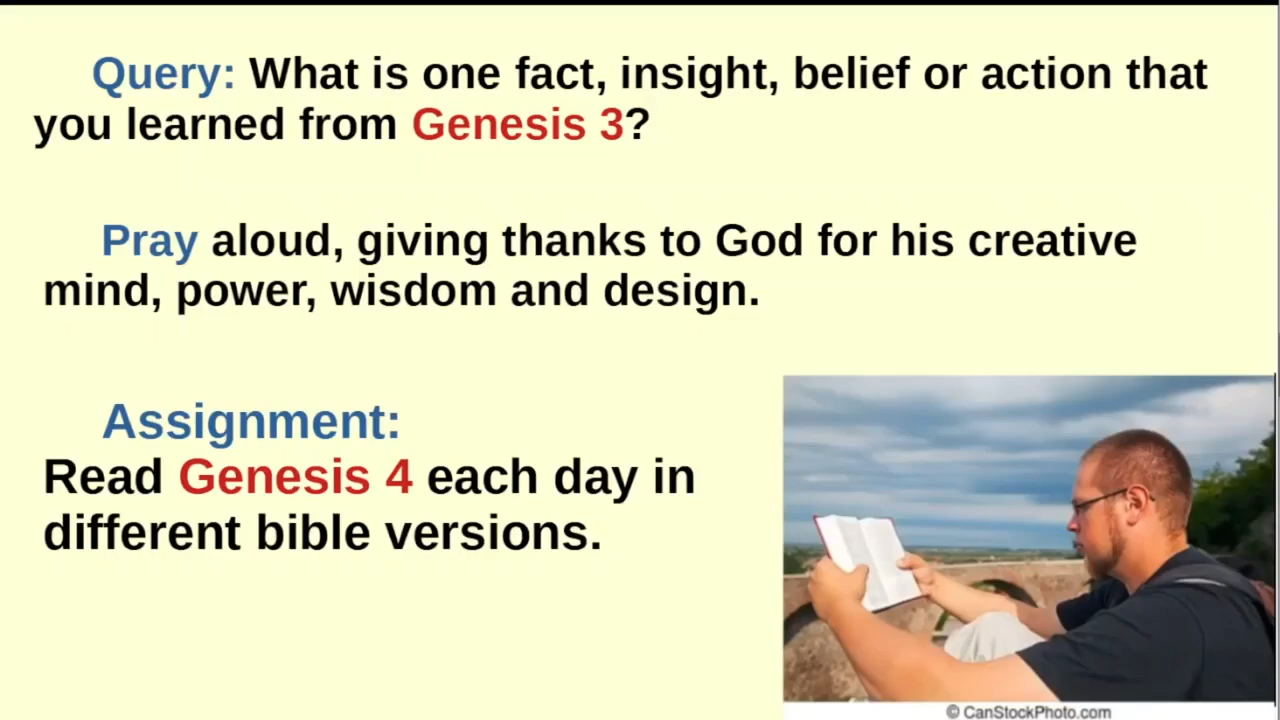 Query: What is one fact, insight, belief or action that
you learned from Genesis 3?
Pray aloud, giving thanks to God for his creative
mind, power, wisdom and design.
Assignment:
Read Genesis 4 each day in
different bible versions.
© CanStockPhoto.com